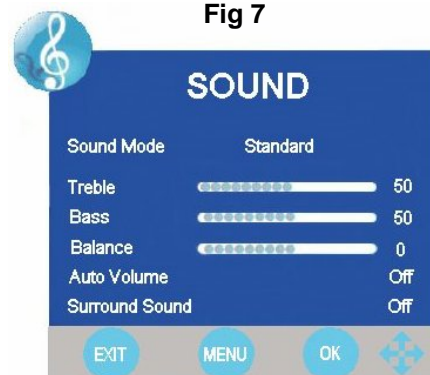 Fig 7
SOUND
Sound Mode Standard
Treble 50
Bass 50
Balance 0
Auto Volume Off
Surround Sound Off
EXIT MENU OK